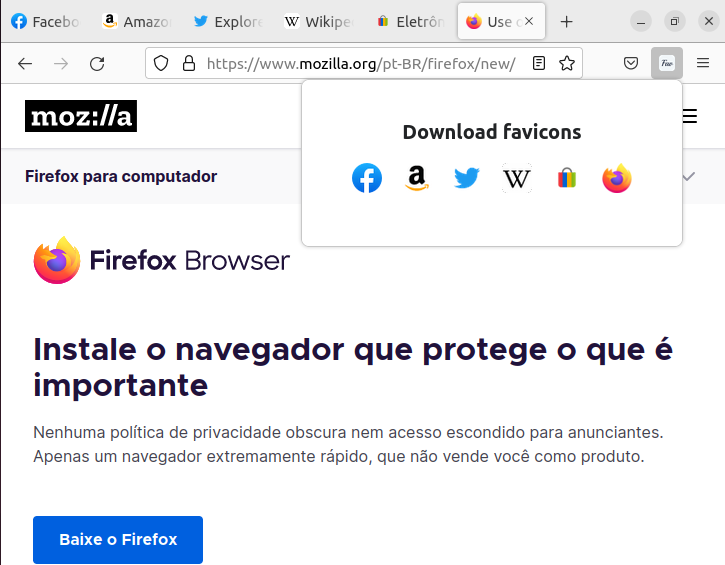 Facebo
Amazo
Explore
Wikipe
Eletrôn
Use o
https://www.mozilla.org/pt-BR/firefox/new/
moz://a
Download favicons
W
Firefox para computador
Firefox Browser
Instale o navegador que protege o que é
importante
Nenhuma política de privacidade obscura nem acesso escondido para anunciantes.
Apenas um navegador extremamente rápido, que não vende você como produto.
Baixe o Firefox